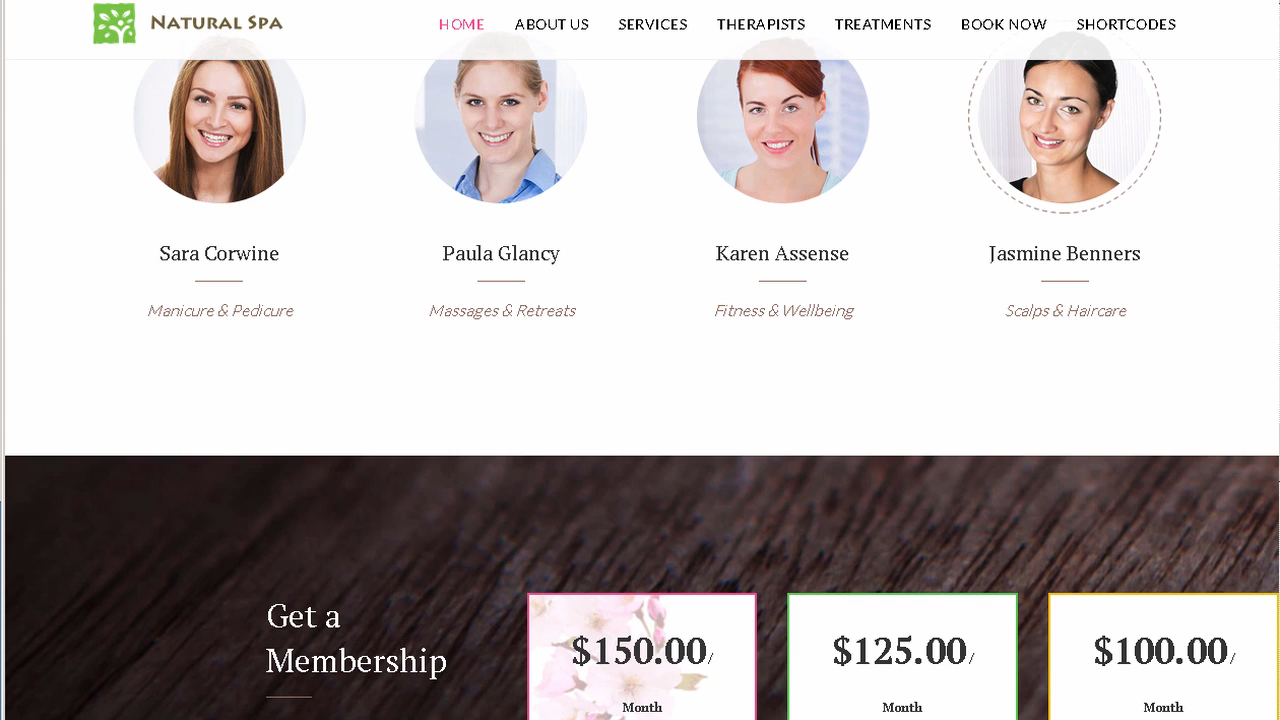 NATURAL SPA
HOME ABOUT US SERVICES THERAPISTS TREATMENTS BOOK NOW SHORTCODES
Sara Corwine Paula Glancy Karen Assense Jasmine Benners
Manicure & Pedicure Massages & Retreats Fitness & Wellbeing Scalps & Haircare
Get a
Membership
$150.00/ $125.00/ $100.00/
Month Month Month